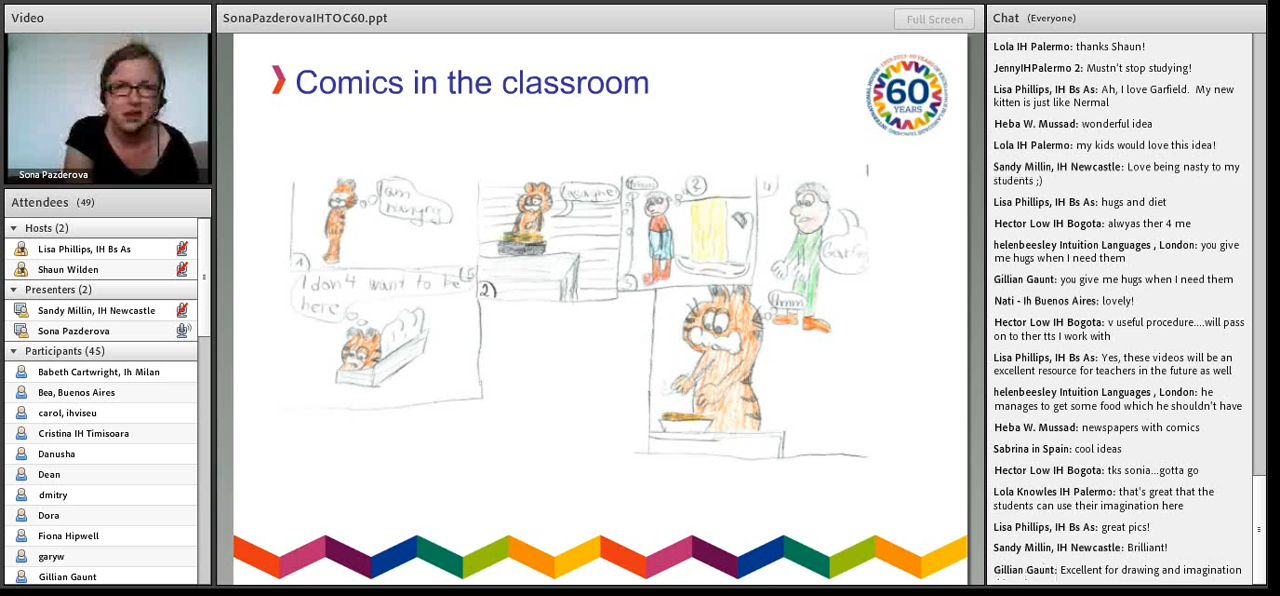 Video
Sona Pazderova
Attendees (49)
Hosts (2)
Lisa Phillips, IH Bs As
Shaun Wilden
Presenters (2)
Sandy Millin, IH Newcastle
Sona Pazderova
Participants (45)
Babeth Cartwright, Ih Milan
Bea, Buenos Aires
carol, ihviseu
Cristina IH Timisoara
Danusha
Dean
dmitry
Dora
Fiona Hipwell
garyw
Gillian Gaunt
SonaPazderovaIHTOC60.ppt
Full Screen
Comics in the classroom
60
YEARS
I am
hungry
1
2
3
4
I don4 want to be
here
5
2)
Chat (Everyone)
Lola IH Palermo: thanks Shaun!
JennyIHPalermo 2: Mustn't stop studying!
Lisa Phillips, IH Bs As: Ah, I love Garfield. My new
kitten is just like Nermal
Heba W. Mussad: wonderful idea
Lola IH Palermo: my kids would love this idea!
Sandy Millin, IH Newcastle: Love being nasty to my
students ;)
Lisa Phillips, IH Bs As: hugs and diet
Hector Low IH Bogota: alwyas ther 4 me
helenbeesley Intuition Languages , London: you give
me hugs when I need them
Gillian Gaunt: you give me hugs when I need them
Nati - Ih Buenos Aires: lovely!
Hector Low IH Bogota: v useful procedure....will pass
on to ther tts I work with
Lisa Phillips, IH Bs As: Yes, these videos will be an
excellent resource for teachers in the future as well
helenbeesley Intuition Languages , London: he
manages to get some food which he shouldn't have
Heba W. Mussad: newspapers with comics
Sabrina in Spain: cool ideas
Hector Low IH Bogota: tks sonia...gotta go
Lola Knowles IH Palermo: that's great that the
students can use their imagination here
Lisa Phillips, IH Bs As: great pics!
Sandy Millin, IH Newcastle: Brilliant!
Gillian Gaunt: Excellent for drawing and imagination